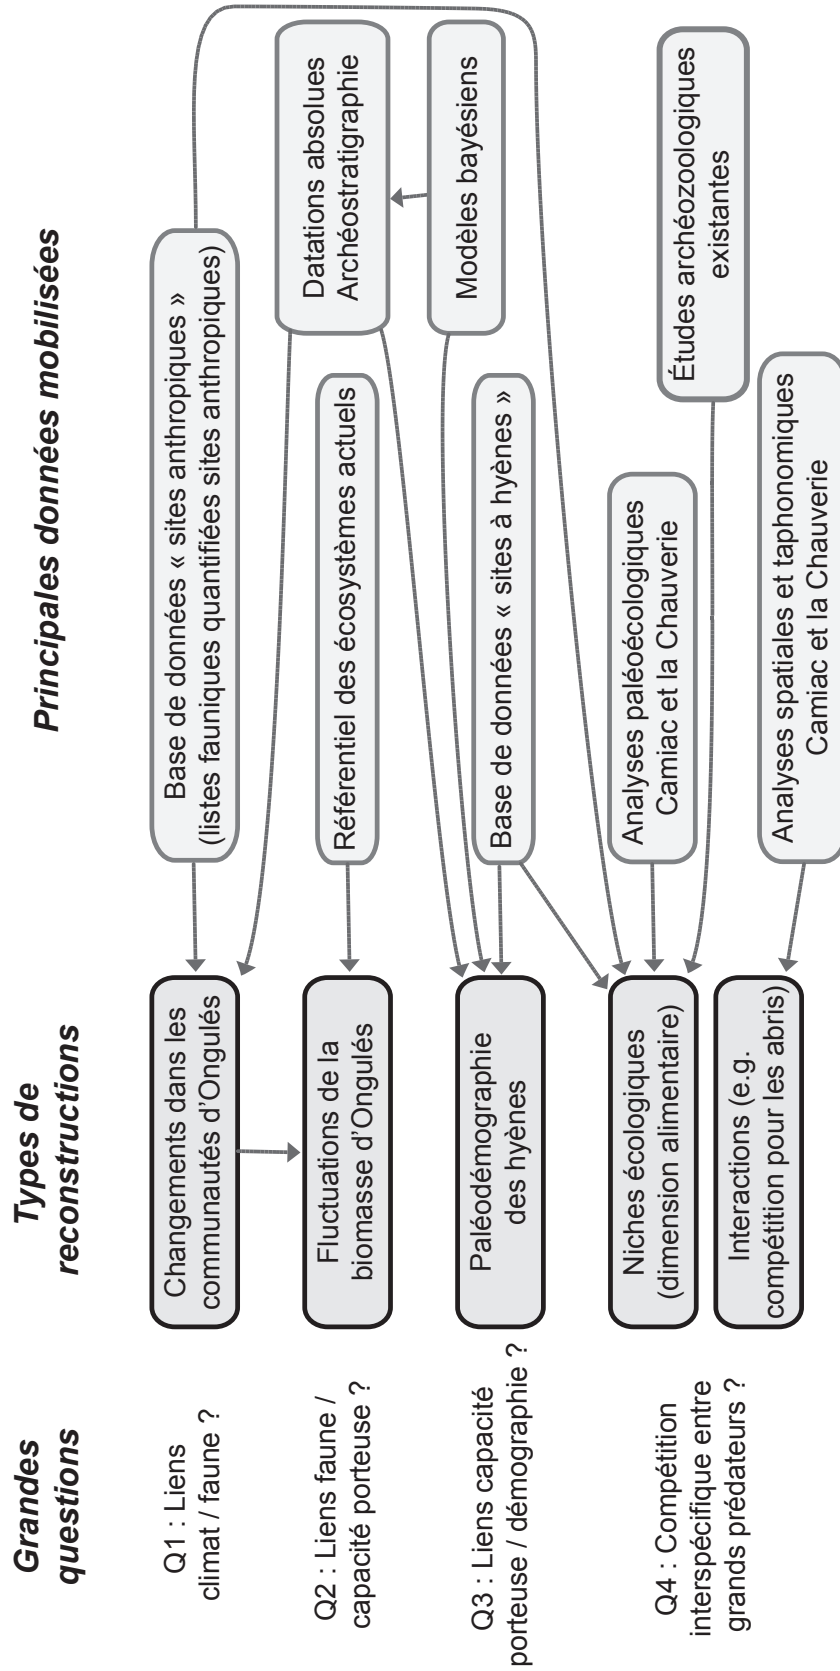 Grandes
questions
Types de
reconstructions
Principales données mobilisées
Q1 : Liens
climat / faune ?
Changements dans les
communautés d'Ongulés
Base de données « sites anthropiques »
(listes fauniques quantifiées sites anthropiques)
Datations absolues
Archéostratigraphie
Q2 : Liens faune /
capacité porteuse ?
Fluctuations de la
biomasse d'Ongulés
Référentiel des écosystèmes actuels
Modèles bayésiens
Q3 : Liens capacité
porteuse / démographie ?
Paléodémographie
des hyènes
Base de données « sites à hyènes »
Q4 : Compétition
interspécifique entre
grands prédateurs ?
Niches écologiques
(dimension alimentaire)
Analyses paléoécologiques
Camiac et la Chauverie
Études archéozoologiques
existantes
Interactions (e.g.
compétition pour les abris)
Analyses spatiales et taphonomiques
Camiac et la Chauverie